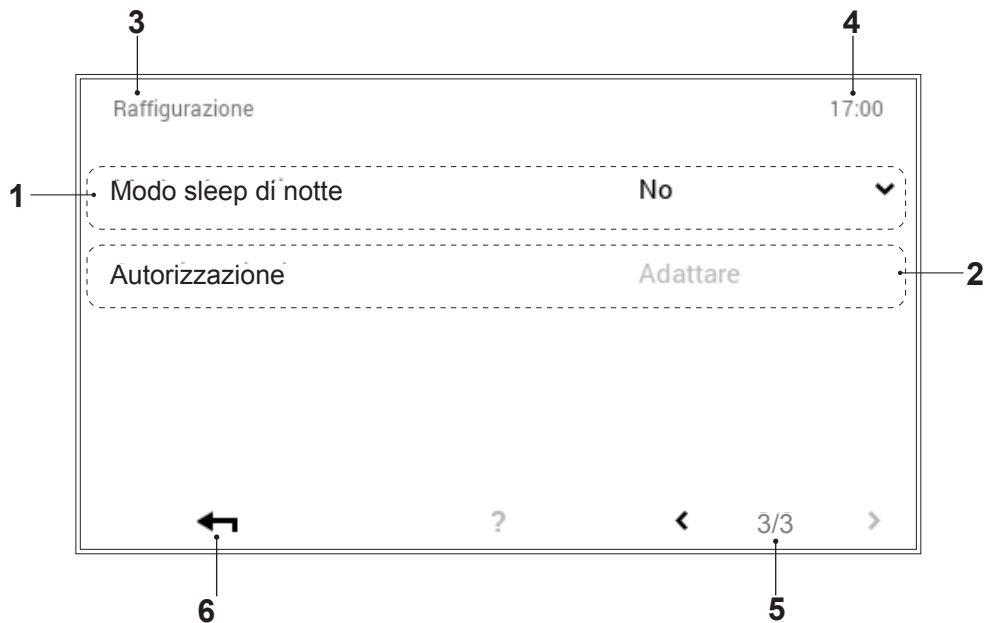 3 4
Raffigurazione 17:00
1 Modo sleep di notte No
Autorizzazione Adattare 2
? < 3/3 >
6 5